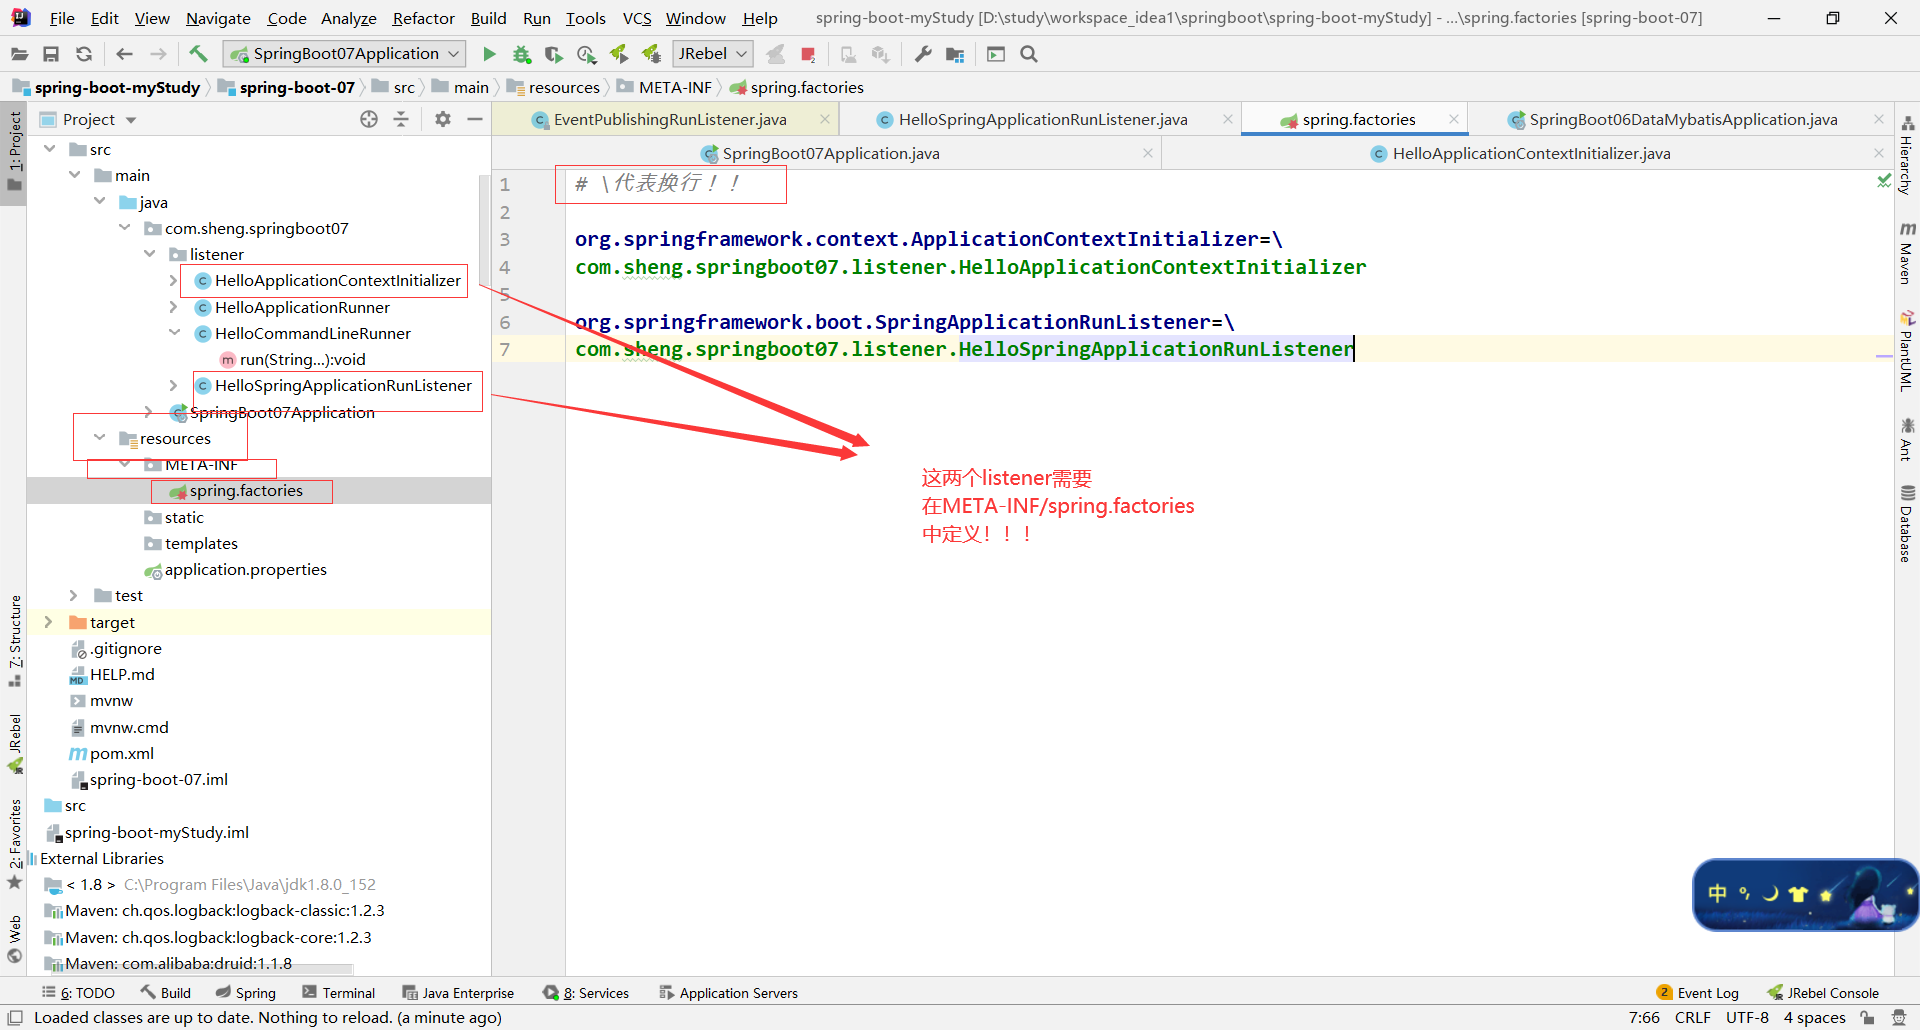 File Edit View Navigate Code Analyze Refactor Build Run Tools VCS Window Help spring-boot-myStudy [D:\study\workspace_idea1\springboot\spring-boot-myStudy] - ...\spring.factories [spring-boot-07]
SpringBoot07Application JRebel
spring-boot-myStudy spring-boot-07 src main resources META-INF spring.factories
1: Project
7: Structure
JRebel
2: Favorites
Web
Project
src
main
java
com.sheng.springboot07
listener
HelloApplicationContextInitializer
HelloApplicationRunner
HelloCommandLineRunner
run(String...):void
HelloSpringApplicationRunListener
SpringBoot07Application
resources
META-INF
spring.factories
static
templates
application.properties
test
target
.gitignore
HELP.md
mvnw
mvnw.cmd
pom.xml
spring-boot-07.iml
src
spring-boot-myStudy.iml
External Libraries
< 1.8 > C:\Program Files\Java\jdk1.8.0_152
Maven: ch.qos.logback:logback-classic:1.2.3
Maven: ch.qos.logback:logback-core:1.2.3
Maven: com.alibaba:druid:1.1.8
EventPublishingRunListener.java HelloSpringApplicationRunListener.java spring.factories SpringBoot06DataMybatisApplication.java
SpringBoot07Application.java HelloApplicationContextInitializer.java
1 # \代表换行！！
2
3 org.springframework.context.ApplicationContextInitializer=\
4 com.sheng.springboot07.listener.HelloApplicationContextInitializer
5
6 org.springframework.boot.SpringApplicationRunListener=\
7 com.sheng.springboot07.listener.HelloSpringApplicationRunListener
这两个listener需要
在META-INF/spring.factories
中定义！！！
Hierarchy
m Maven
PlantUML
Ant
Database
中
6: TODO Build Spring Terminal Java Enterprise 8: Services Application Servers 2 Event Log JRebel Console
Loaded classes are up to date. Nothing to reload. (a minute ago) 7:66 CRLF UTF-8 4 spaces